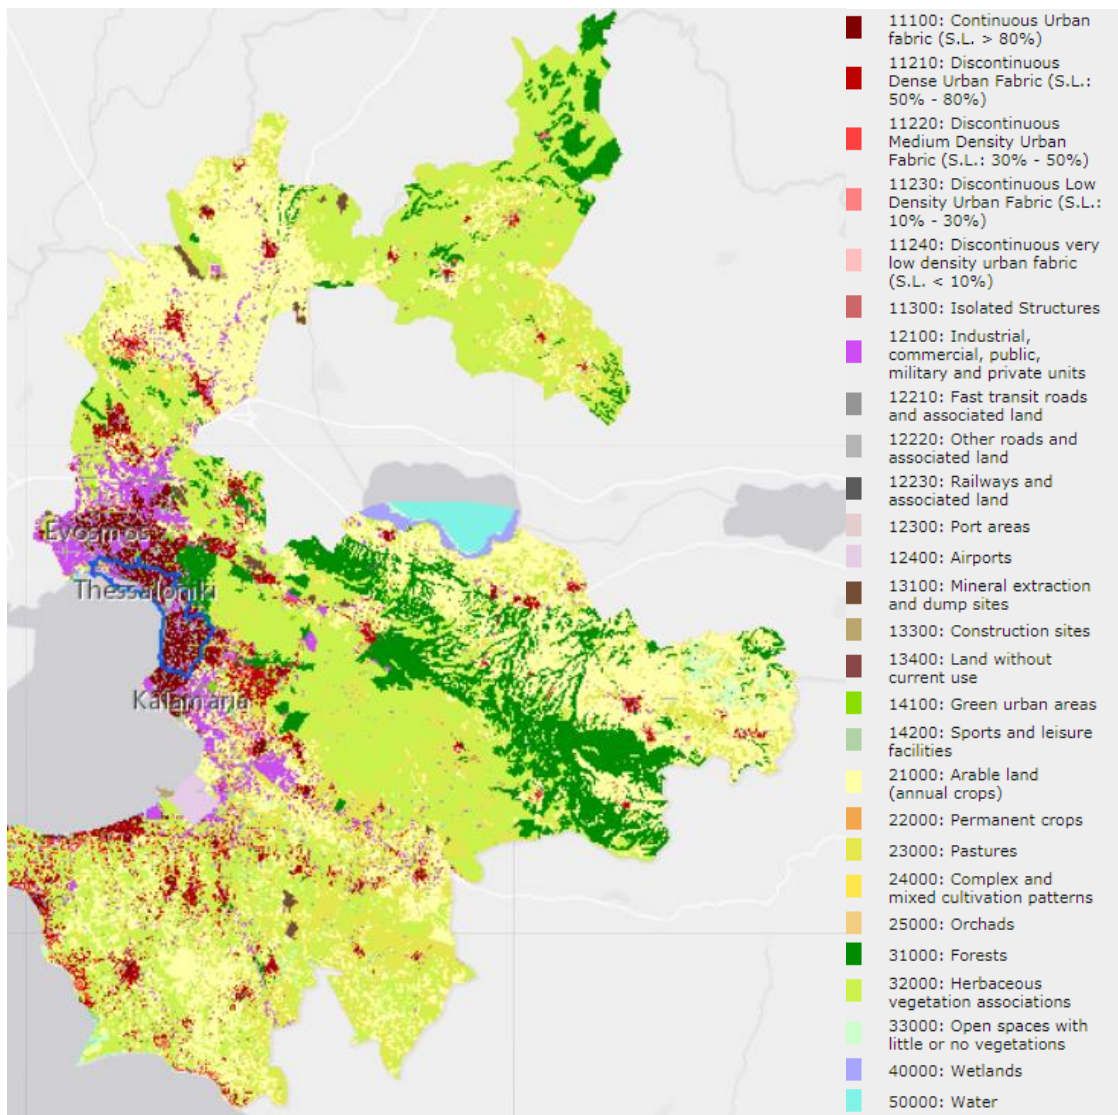 Evosmos
Thessaloniki
Kalamaria
11100: Continuous Urban
fabric (S.L. > 80%)
11210: Discontinuous
Dense Urban Fabric (S.L.:
50% - 80%)
11220: Discontinuous
Medium Density Urban
Fabric (S.L.: 30% - 50%)
11230: Discontinuous Low
Density Urban Fabric (S.L.:
10% - 30%)
11240: Discontinuous very
low density urban fabric
(S.L. < 10%)
11300: Isolated Structures
12100: Industrial,
commercial, public,
military and private units
12210: Fast transit roads
and associated land
12220: Other roads and
associated land
12230: Railways and
associated land
12300: Port areas
12400: Airports
13100: Mineral extraction
and dump sites
13300: Construction sites
13400: Land without
current use
14100: Green urban areas
14200: Sports and leisure
facilities
21000: Arable land
(annual crops)
22000: Permanent crops
23000: Pastures
24000: Complex and
mixed cultivation patterns
25000: Orchads
31000: Forests
32000: Herbaceous
vegetation associations
33000: Open spaces with
little or no vegetations
40000: Wetlands
50000: Water